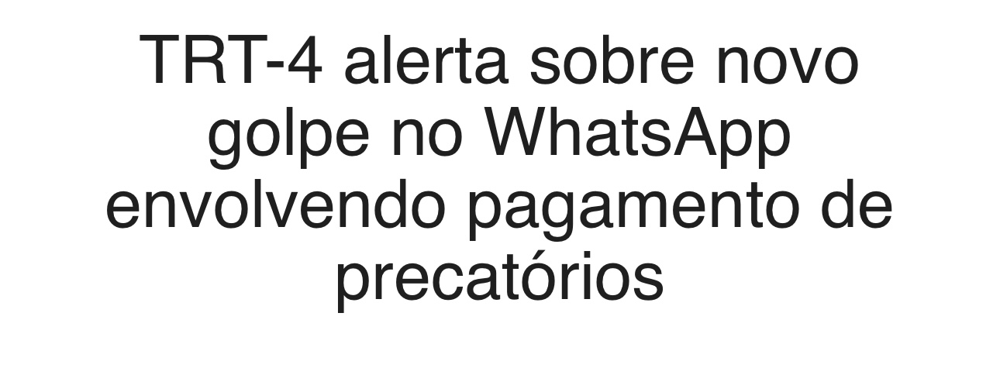 TRT-4 alerta sobre novo
golpe no WhatsApp
envolvendo pagamento de
precatórios